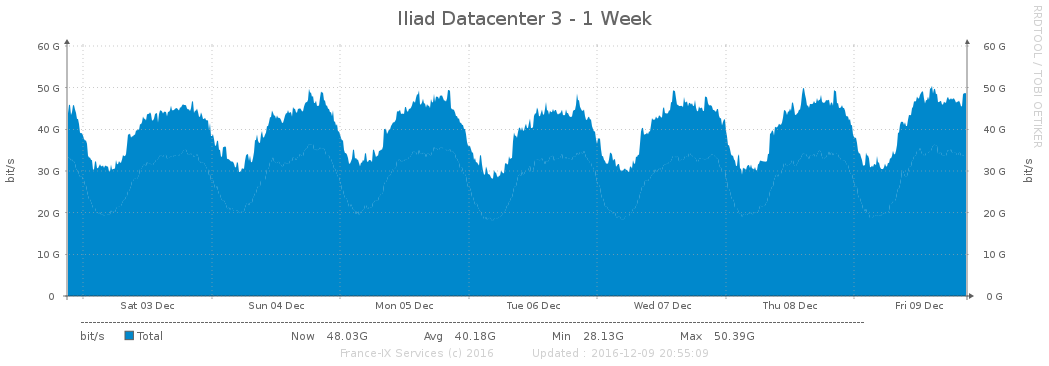 Iliad Datacenter 3 - 1 Week
RRDTOOL / TOBI OETIKER
60 G 60 G
50 G 50 G
40 G 40 G
30 G 30 G
20 G 20 G
10 G 10 G
0 0 G
bit/s
bit/s
Sat 03 Dec Sun 04 Dec Mon 05 Dec Tue 06 Dec Wed 07 Dec Thu 08 Dec Fri 09 Dec
bit/s Total Now 48.03G Avg 40.18G Min 28.13G Max 50.39G
France-IX Services (c) 2016 Updated : 2016-12-09 20:55:09